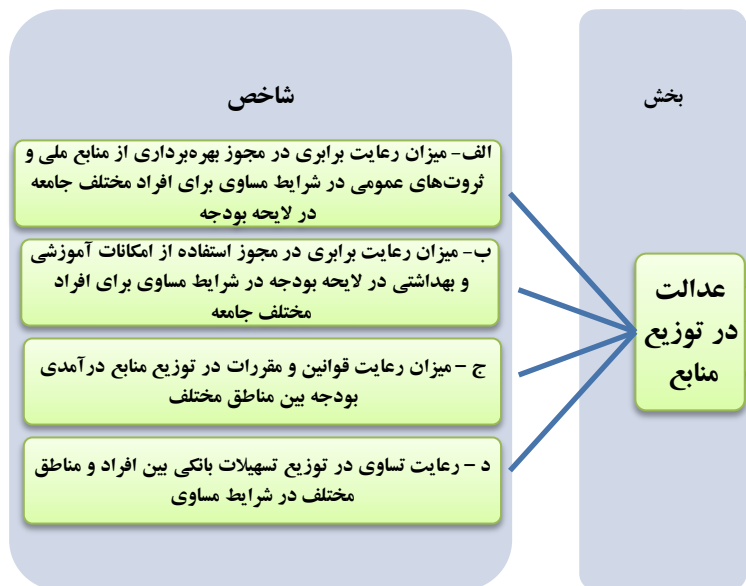 بخش
عدالت
در توزیع
منابع
شاخص
الف- میزان رعایت برابری در مجوز بهره‌برداری از منابع ملی و
ثروت‌های عمومی در شرایط مساوی برای افراد مختلف جامعه
در لایحه بودجه
ب- میزان رعایت برابری در مجوز استفاده از امکانات آموزشی
و بهداشتی در لایحه بودجه در شرایط مساوی برای افراد
مختلف جامعه
ج – میزان رعایت قوانین و مقررات در توزیع منابع درآمدی
بودجه بین مناطق مختلف
د – رعایت تساوی در توزیع تسهیلات بانکی بین افراد و مناطق
مختلف در شرایط مساوی